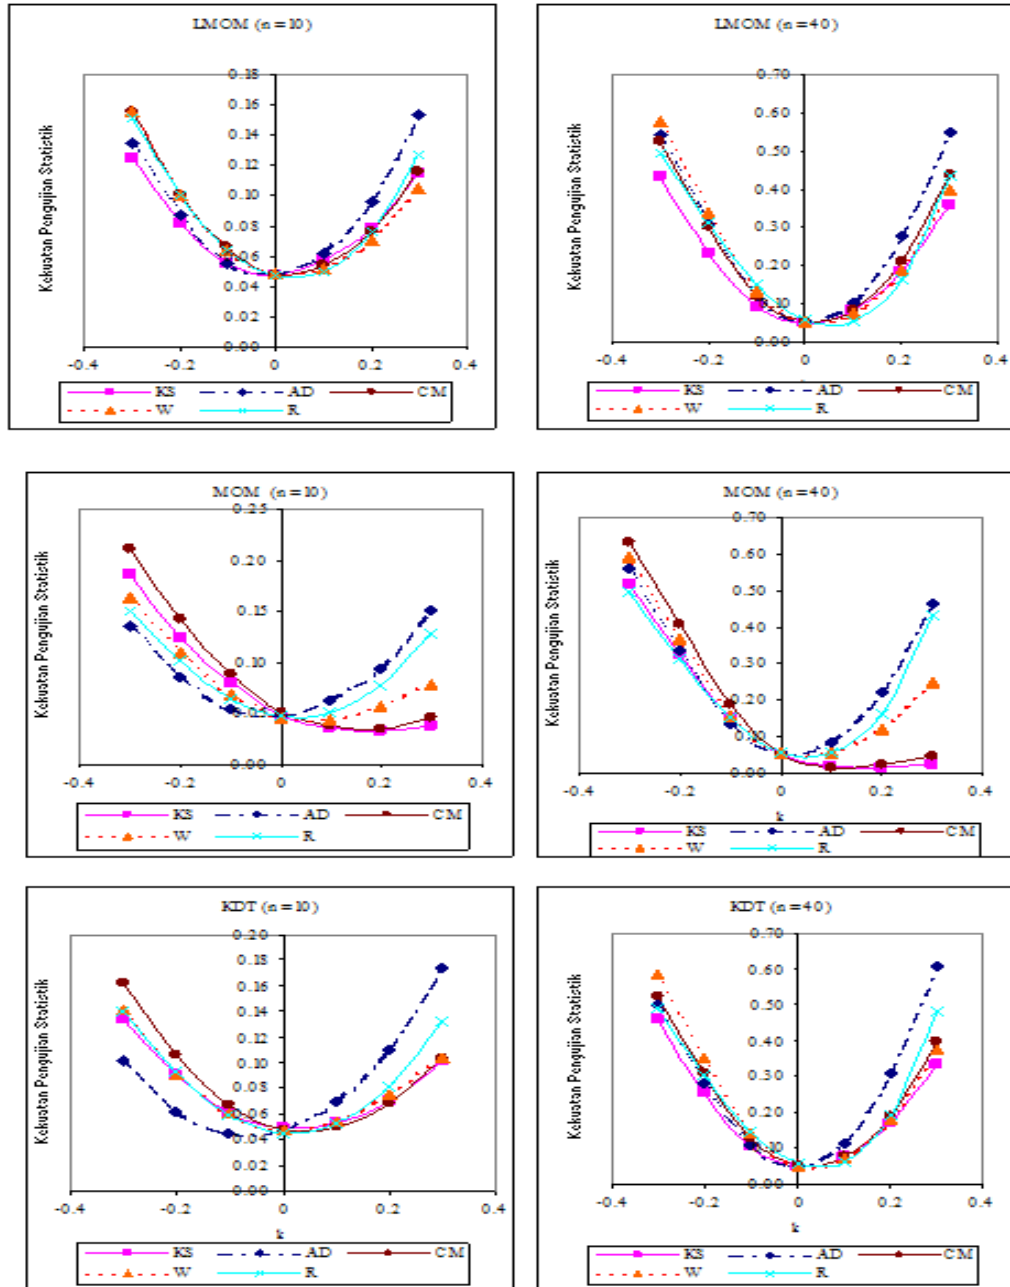 LMOM (n = 10)
Kekuatan Pengujian Statistik
0.18
0.16
0.14
0.12
0.10
0.08
0.06
0.04
0.02
0.00
-0.4 -0.2 0 0.2 0.4
KS AD CM
W R
LMOM (n = 40)
Kekuatan Pengujian Statistik
0.70
0.60
0.50
0.40
0.30
0.20
0.10
0.00
-0.4 -0.2 0 0.2 0.4
KS AD CM
W R
MOM (n = 10)
Kekuatan Pengujian Statistik
0.25
0.20
0.15
0.10
0.05
0.00
-0.4 -0.2 0 0.2 0.4
KS AD CM
W R
MOM (n = 40)
Kekuatan Pengujian Statistik
0.70
0.60
0.50
0.40
0.30
0.20
0.10
0.00
-0.4 -0.2 0 0.2 0.4
k
KS AD CM
W R
KDT (n = 10)
Kekuatan Pengujian Statistik
0.20
0.18
0.16
0.14
0.12
0.10
0.08
0.06
0.04
0.02
0.00
-0.4 -0.2 0 0.2 0.4
k
KS AD CM
W R
KDT (n = 40)
Kekuatan Pengujian Statistik
0.70
0.60
0.50
0.40
0.30
0.20
0.10
0.00
-0.4 -0.2 0 0.2 0.4
k
KS AD CM
W R